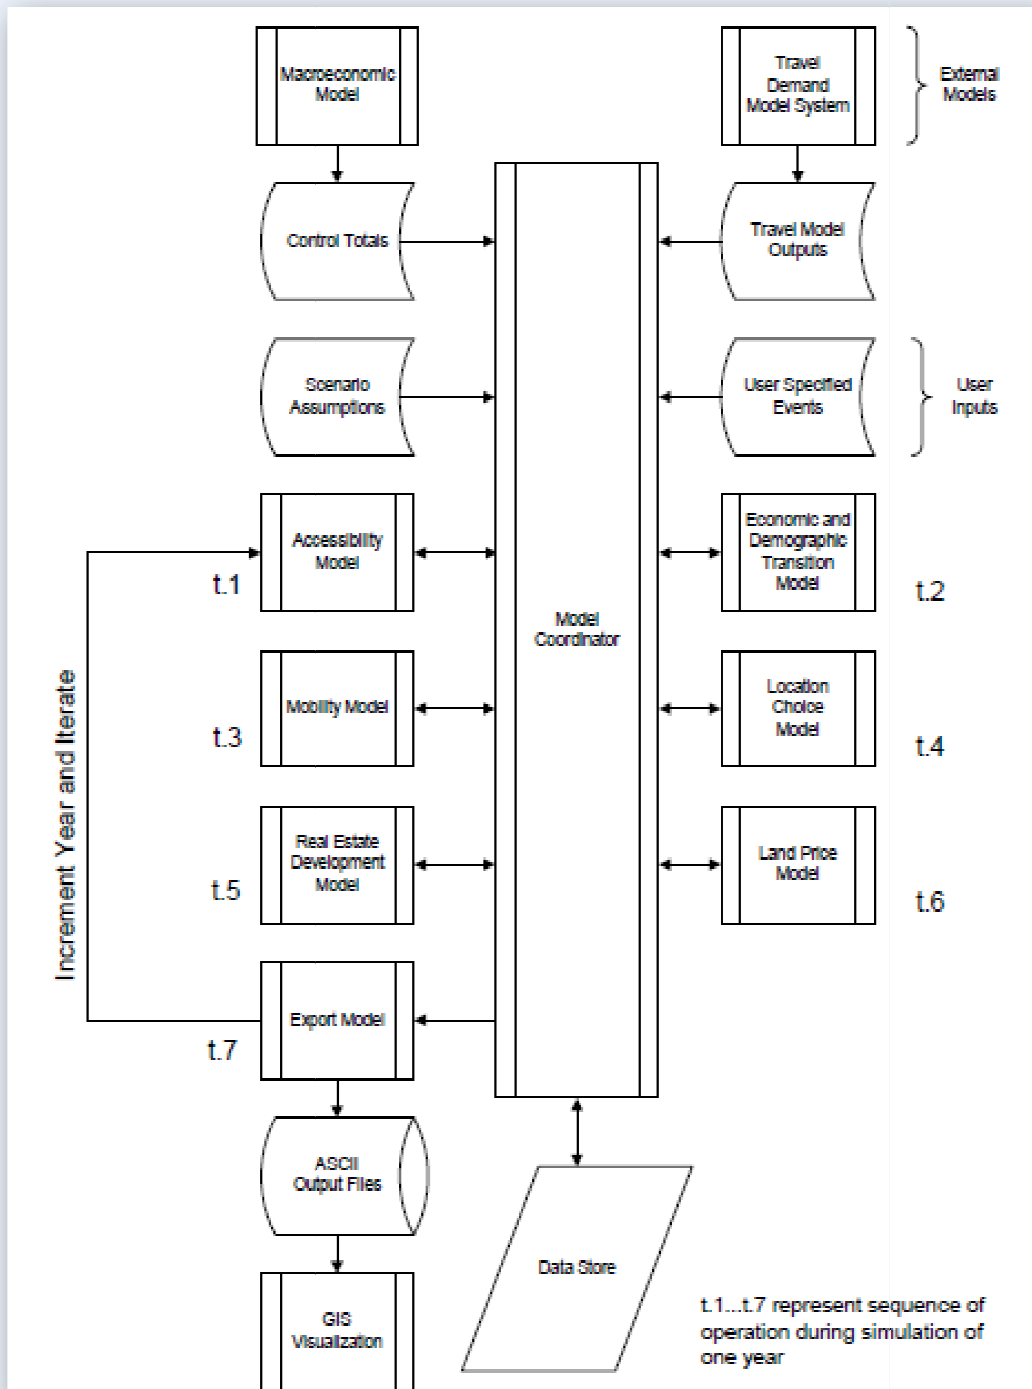 Macroeconomic
Model
Travel
Demand
Model System
External
Models
Control Totals
Travel Model
Outputs
Scenario
Assumptions
User Specified
Events
User
Inputs
Accessibility
Model
t.1
Economic and
Demographic
Transition
Model
t.2
Model
Coordinator
Mobility Model
t.3
Location
Choice
Model
t.4
Increment Year and Iterate
Real Estate
Development
Model
t.5
Land Price
Model
t.6
Export Model
t.7
ASCII
Output Files
Data Store
GIS
Visualization
t.1...t.7 represent sequence of
operation during simulation of
one year